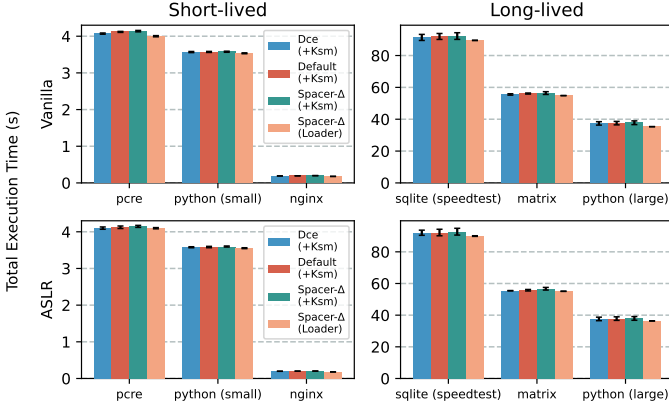 Short-lived
Long-lived
Total Execution Time (s)
Vanilla
4
3
2
1
0
Dce
(+Ksm)
Default
(+Ksm)
Spacer-Δ
(+Ksm)
Spacer-Δ
(Loader)
pcre
python (small)
nginx
80
60
40
20
0
sqlite (speedtest)
matrix
python (large)
ASLR
4
3
2
1
0
Dce
(+Ksm)
Default
(+Ksm)
Spacer-Δ
(+Ksm)
Spacer-Δ
(Loader)
pcre
python (small)
nginx
80
60
40
20
0
sqlite (speedtest)
matrix
python (large)